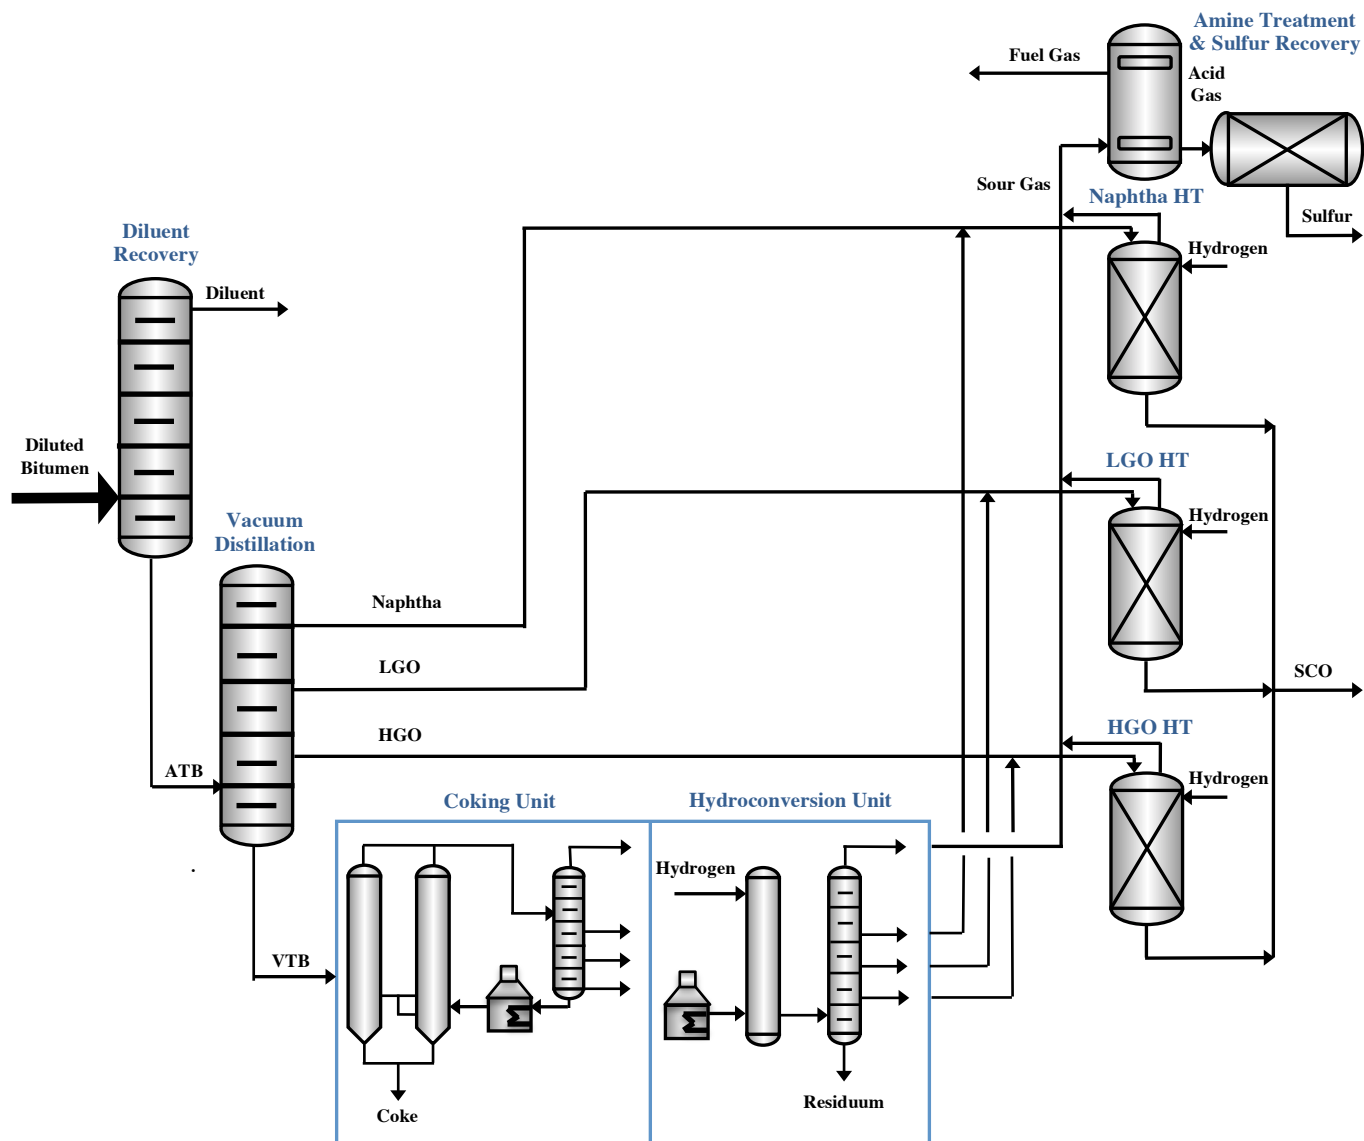 Amine Treatment
& Sulfur Recovery
Fuel Gas
Acid
Gas
Sour Gas
Naphtha HT
Sulfur
Diluent
Recovery
Hydrogen
Diluent
Diluted
Bitumen
LGO HT
Vacuum
Distillation
Hydrogen
Naphtha
LGO
SCO
HGO
HGO HT
ATB
Hydrogen
Coking Unit
Hydroconversion Unit
Hydrogen
VTB
Residuum
Coke